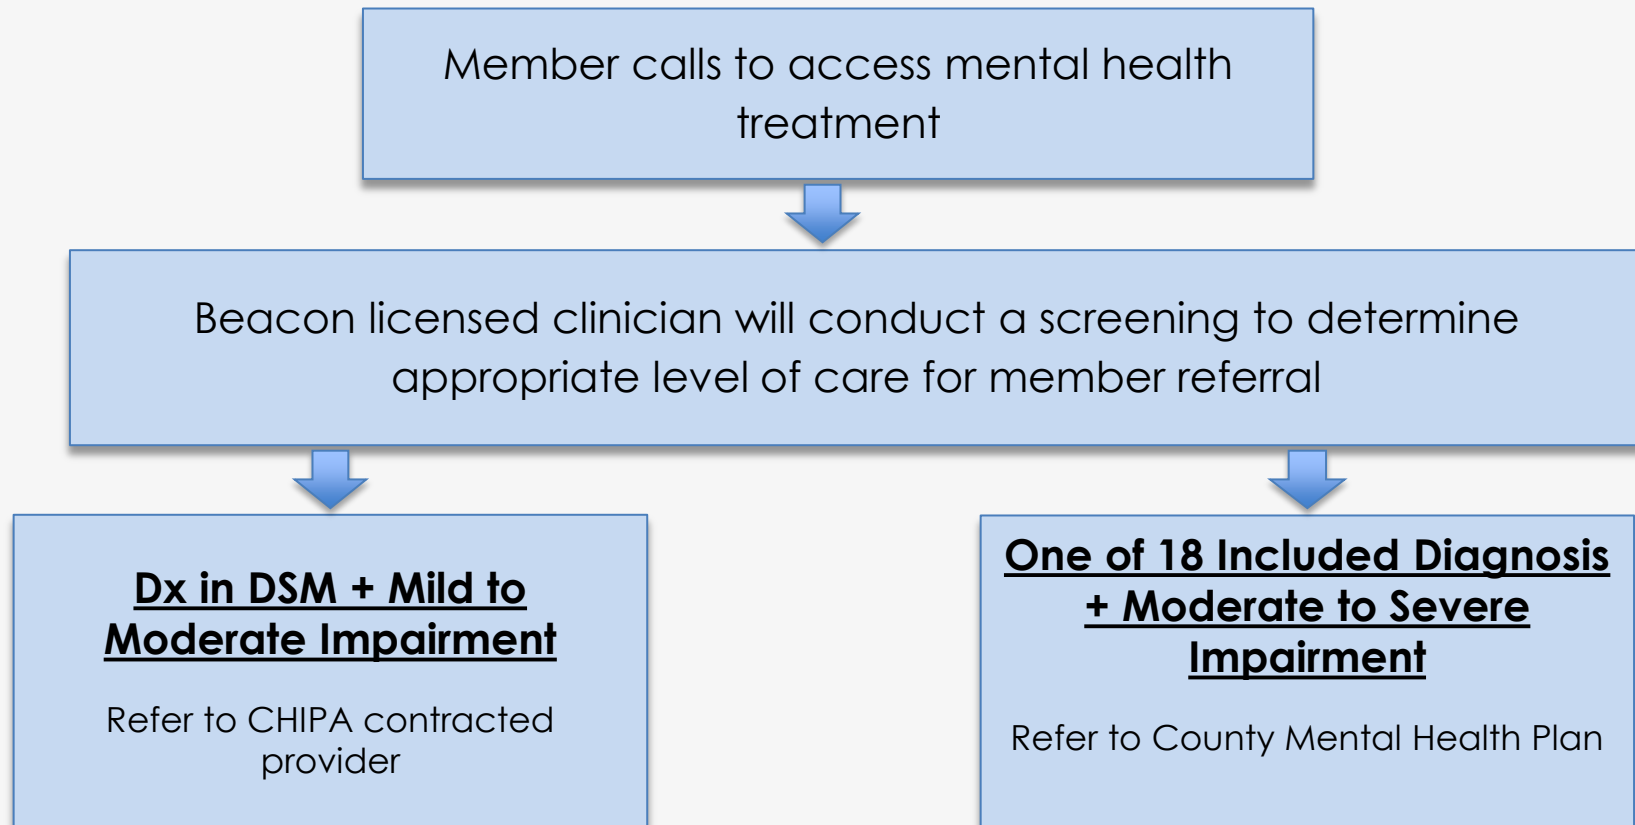 Member calls to access mental health
treatment
Beacon licensed clinician will conduct a screening to determine
appropriate level of care for member referral
Dx in DSM + Mild to
Moderate Impairment
Refer to CHIPA contracted
provider
One of 18 Included Diagnosis
+ Moderate to Severe
Impairment
Refer to County Mental Health Plan